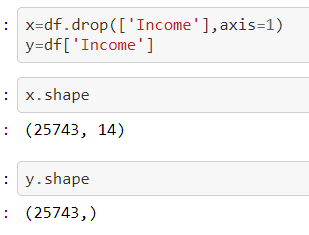 : x=df.drop(['Income'],axis=1)
y=df['Income']
: x.shape
: (25743, 14)
: y.shape
: (25743,)